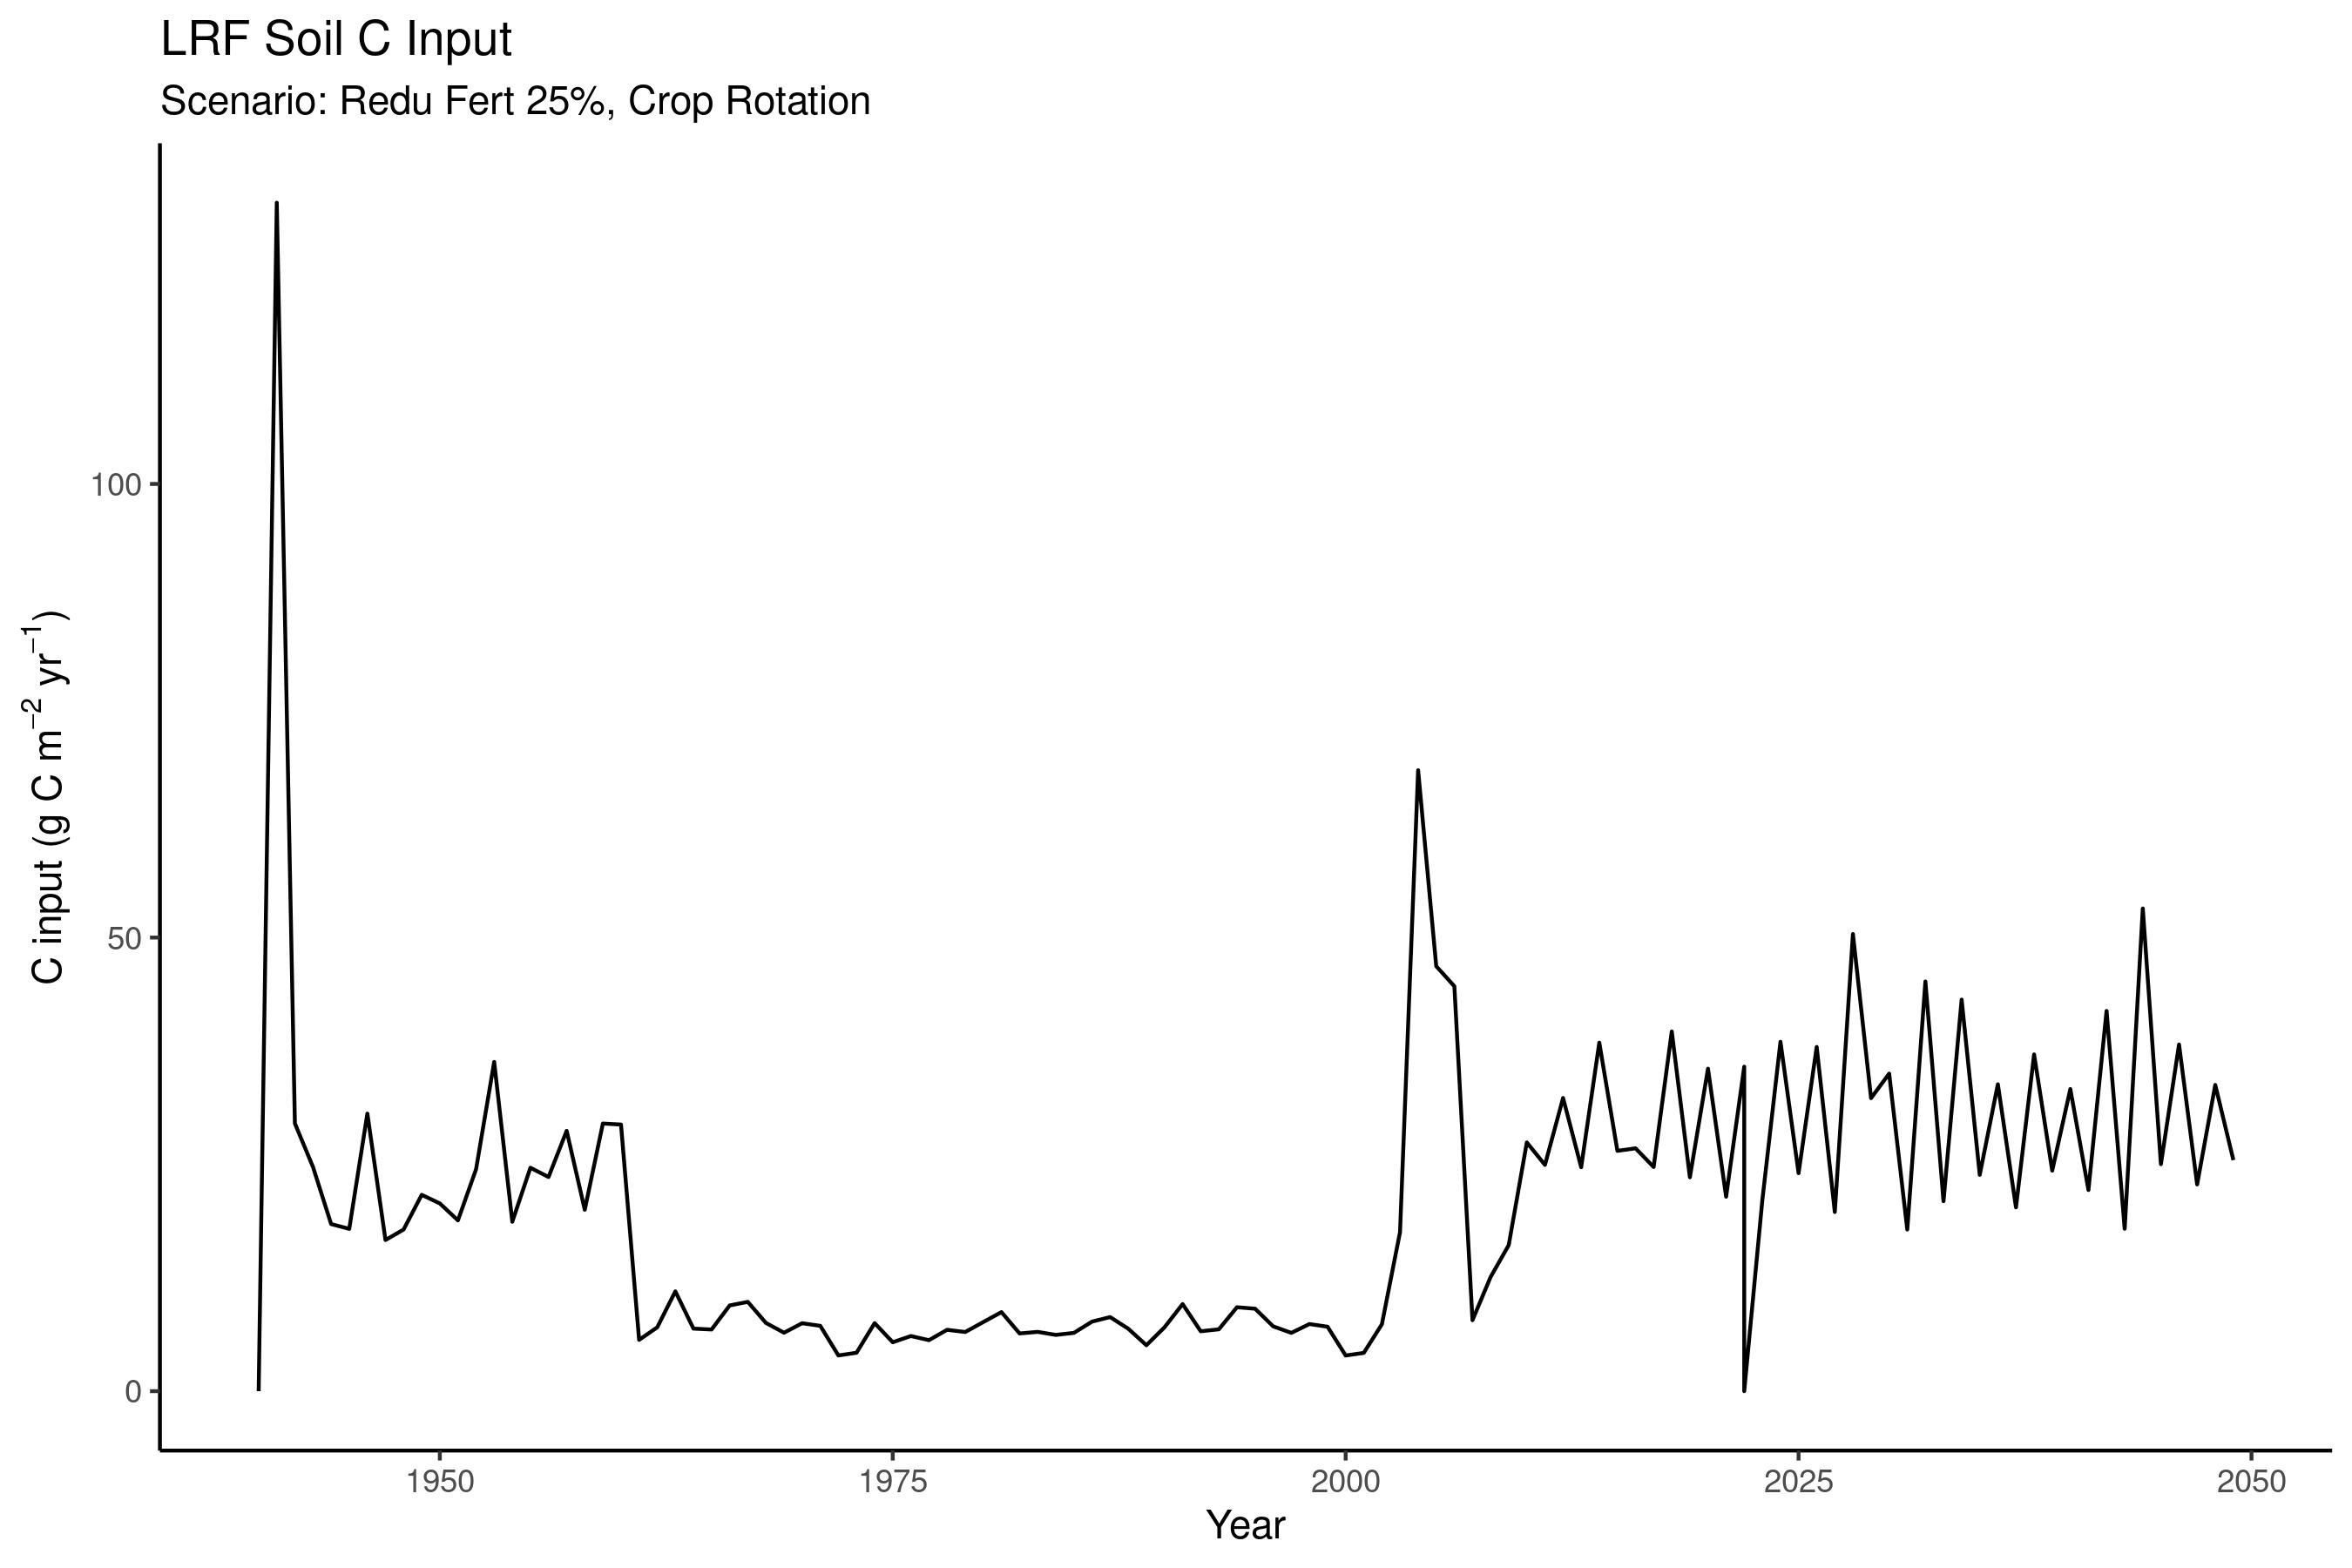 LRF Soil C Input
Scenario: Redu Fert 25%, Crop Rotation
C input (g C m⁻² yr⁻¹)
100
50
0
1950 1975 2000 2025 2050
Year